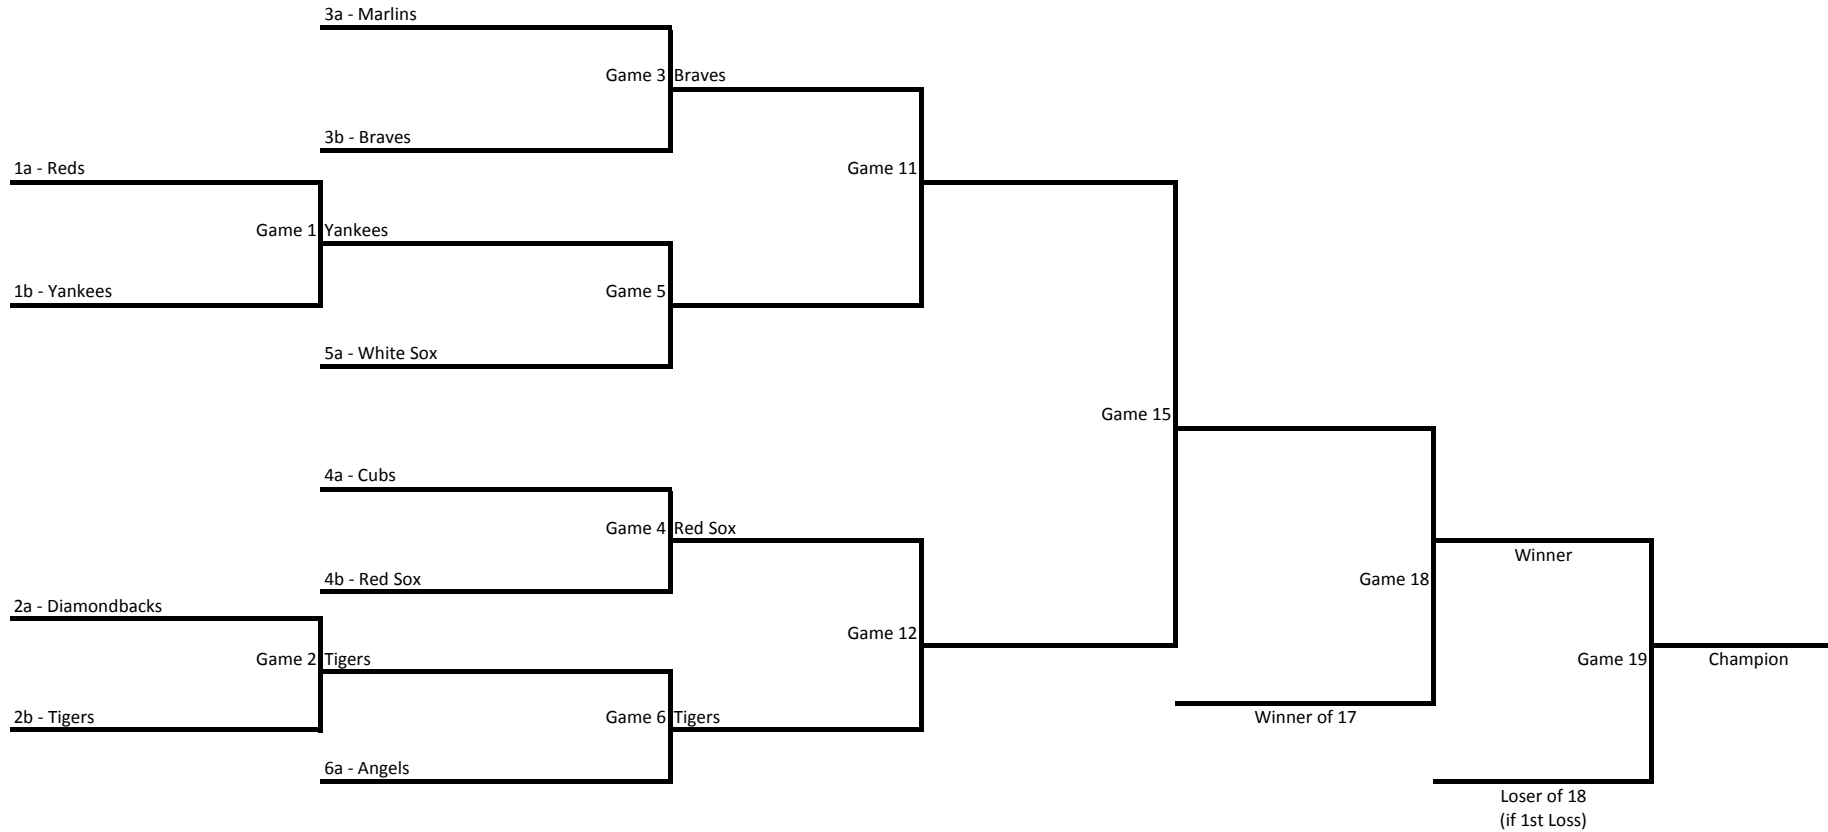 3a - Marlins
Game 3 Braves
3b - Braves
1a - Reds
Game 11
Game 1 Yankees
1b - Yankees
Game 5
5a - White Sox
Game 15
4a - Cubs
Game 4 Red Sox
4b - Red Sox
Winner
Game 18
2a - Diamondbacks
Game 12
Game 2 Tigers
Game 19
Champion
2b - Tigers
Game 6 Tigers
Winner of 17
6a - Angels
Loser of 18
(if 1st Loss)